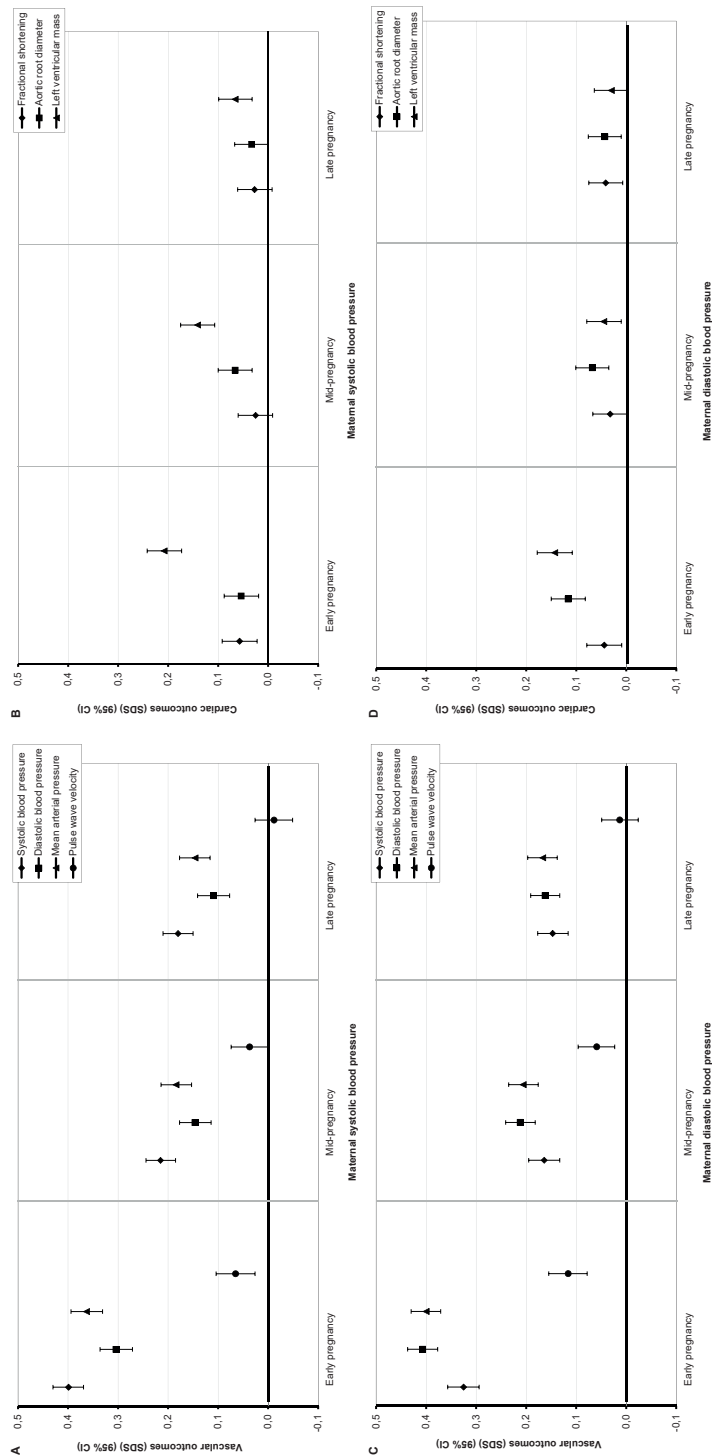 A
Vascular outcomes (SDS) (95% CI)
0,5
0,4
0,3
0,2
0,1
0,0
-0,1
Systolic blood pressure
Diastolic blood pressure
Mean arterial pressure
Pulse wave velocity
Early pregnancy
Mid-pregnancy
Late pregnancy
Maternal systolic blood pressure
B
Cardiac outcomes (SDS) (95% CI)
0,5
0,4
0,3
0,2
0,1
0,0
-0,1
Fractional shortening
Aortic root diameter
Left ventricular mass
Early pregnancy
Mid-pregnancy
Late pregnancy
Maternal systolic blood pressure
C
Vascular outcomes (SDS) (95% CI)
0,5
0,4
0,3
0,2
0,1
0,0
-0,1
Systolic blood pressure
Diastolic blood pressure
Mean arterial pressure
Pulse wave velocity
Early pregnancy
Mid-pregnancy
Late pregnancy
Maternal diastolic blood pressure
D
Cardiac outcomes (SDS) (95% CI)
0,5
0,4
0,3
0,2
0,1
0,0
-0,1
Fractional shortening
Aortic root diameter
Left ventricular mass
Early pregnancy
Mid-pregnancy
Late pregnancy
Maternal diastolic blood pressure